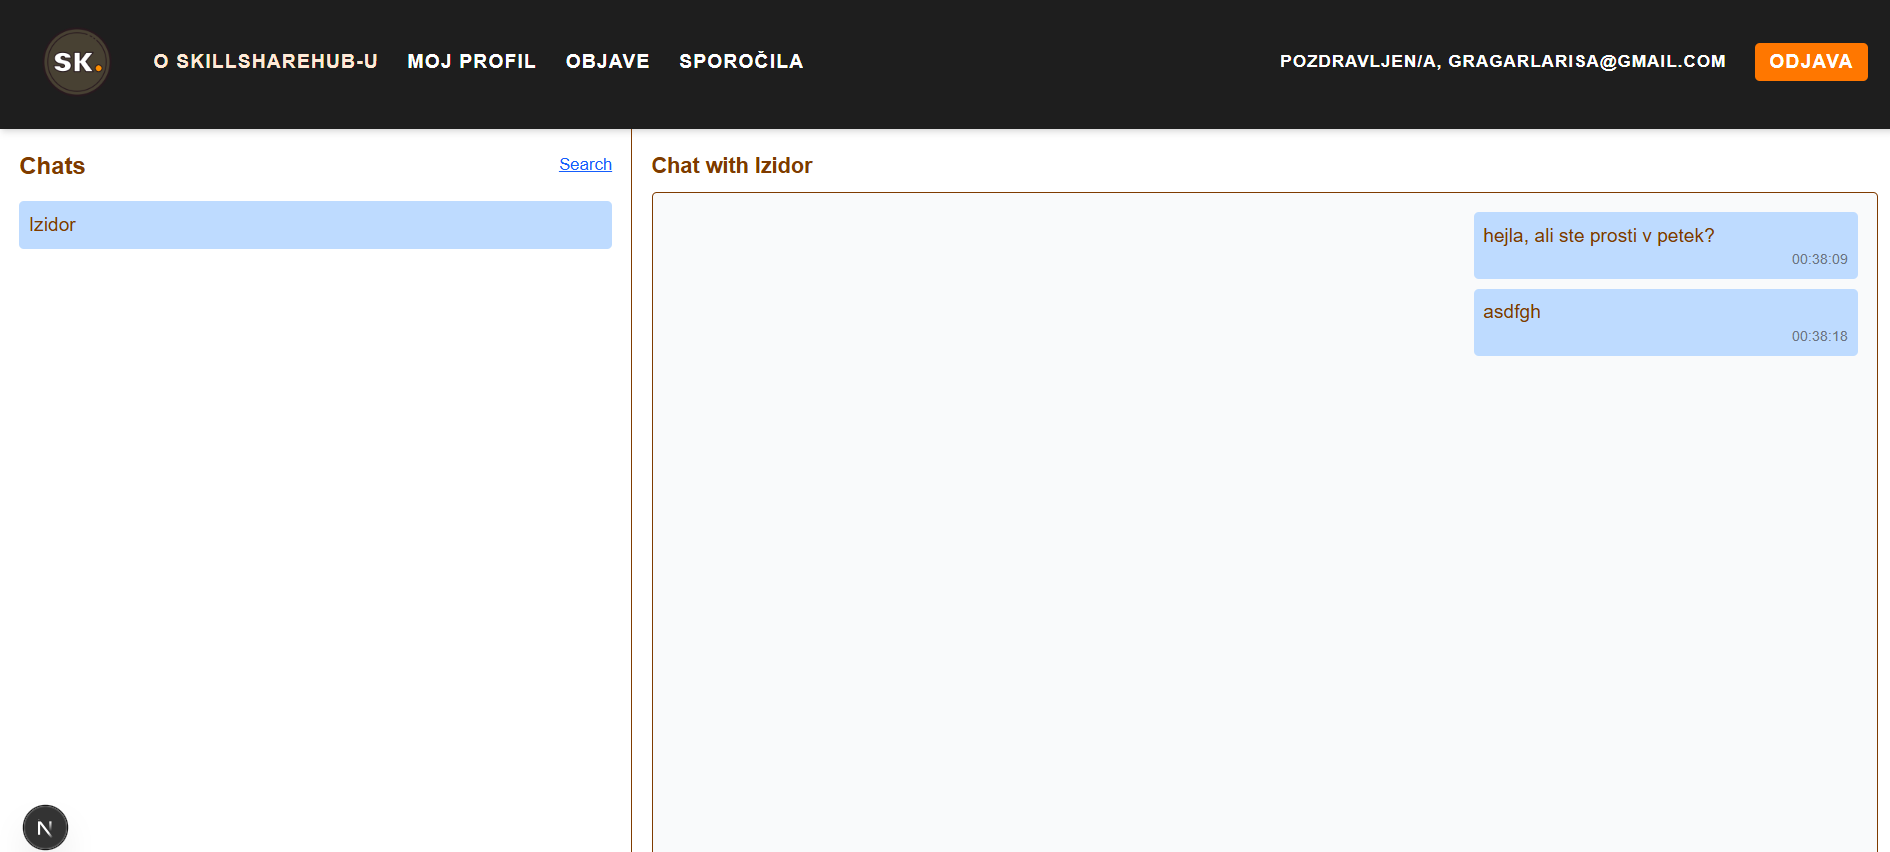 SK.
O SKILLSHAREHUB-U MOJ PROFIL OBJAVE SPOROČILA
POZDRAVLJEN/A, GRAGARLARISA@GMAIL.COM ODJAVA
Chats Search
Izidor
Chat with Izidor
hejla, ali ste prosti v petek?
00:38:09
asdfgh
00:38:18
N